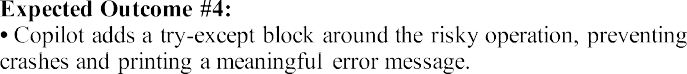 Expected Outcome #4:
• Copilot adds a try-except block around the risky operation, preventing
crashes and printing a meaningful error message.